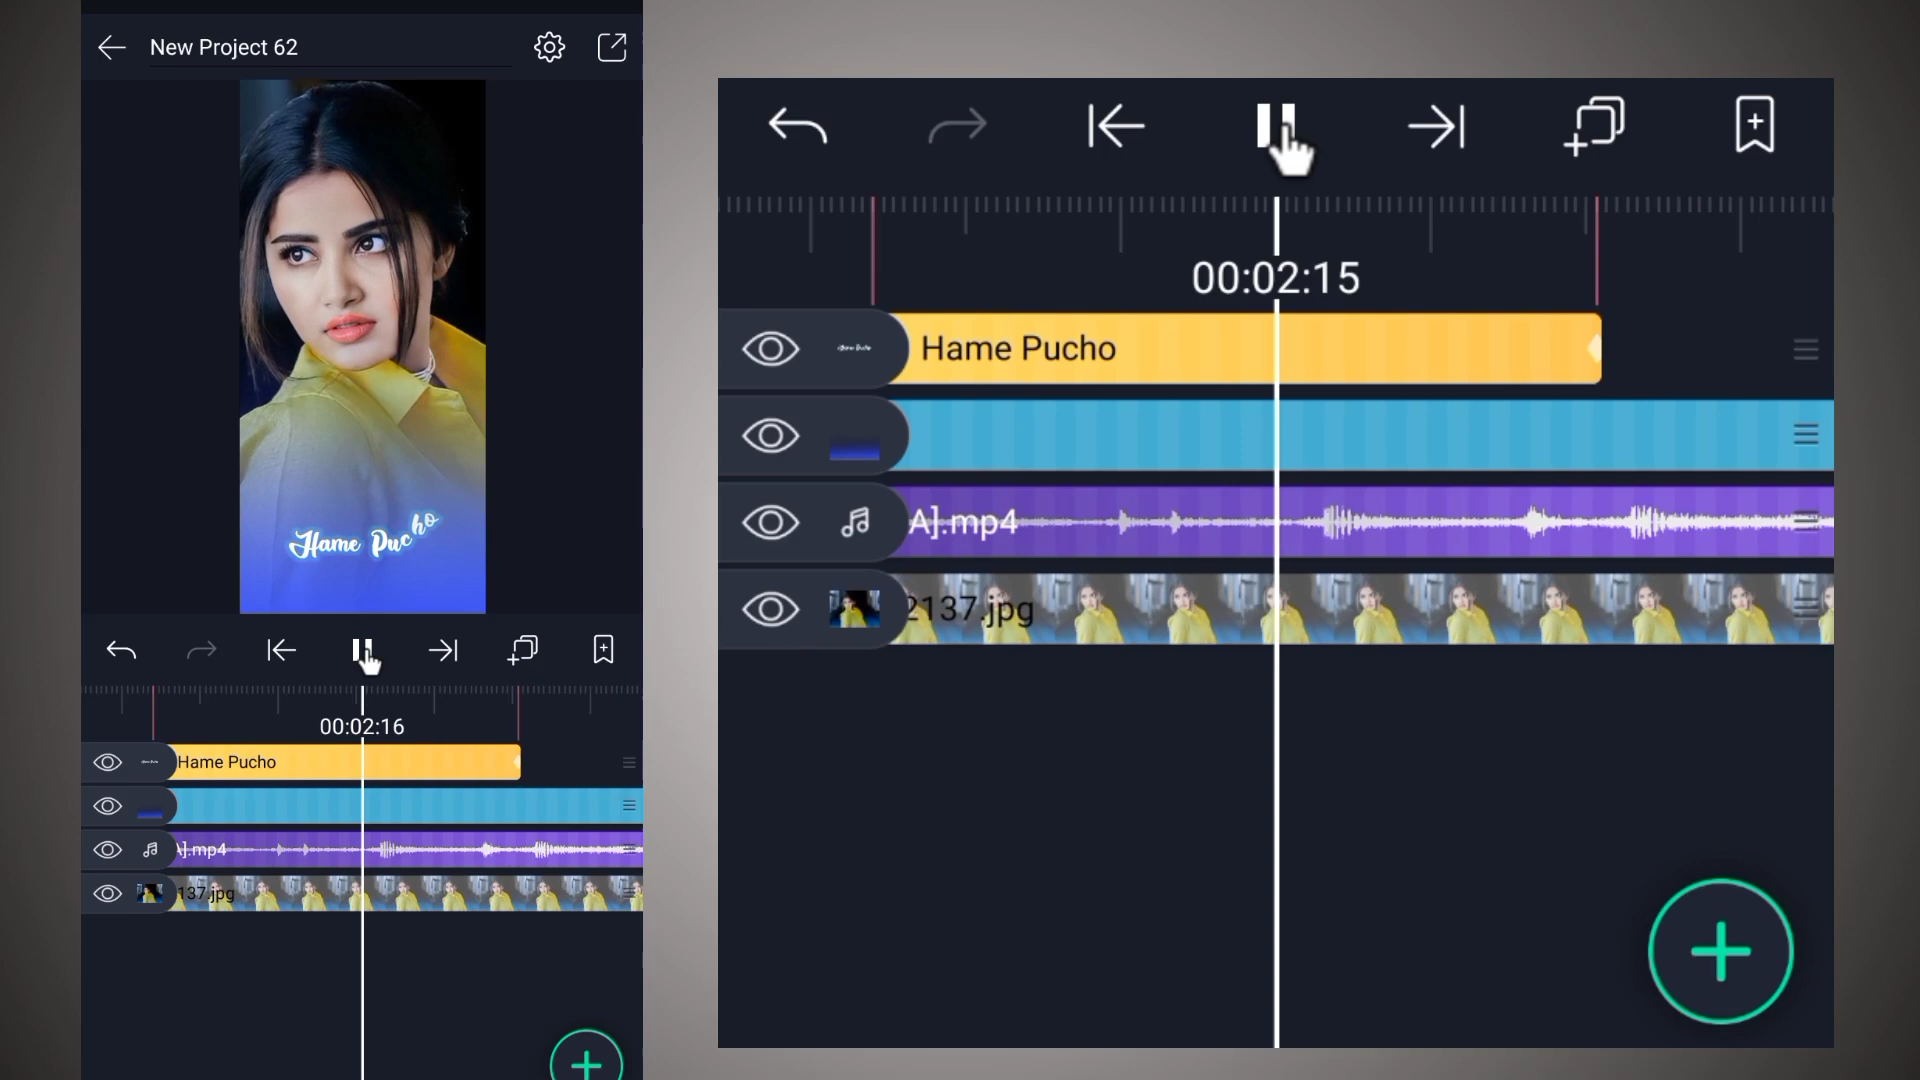 New Project 62
Hame Pucho
00:02:16
Hame Pucho
A].mp4
137.jpg
00:02:15
Hame Pucho
A].mp4
2137.jpg